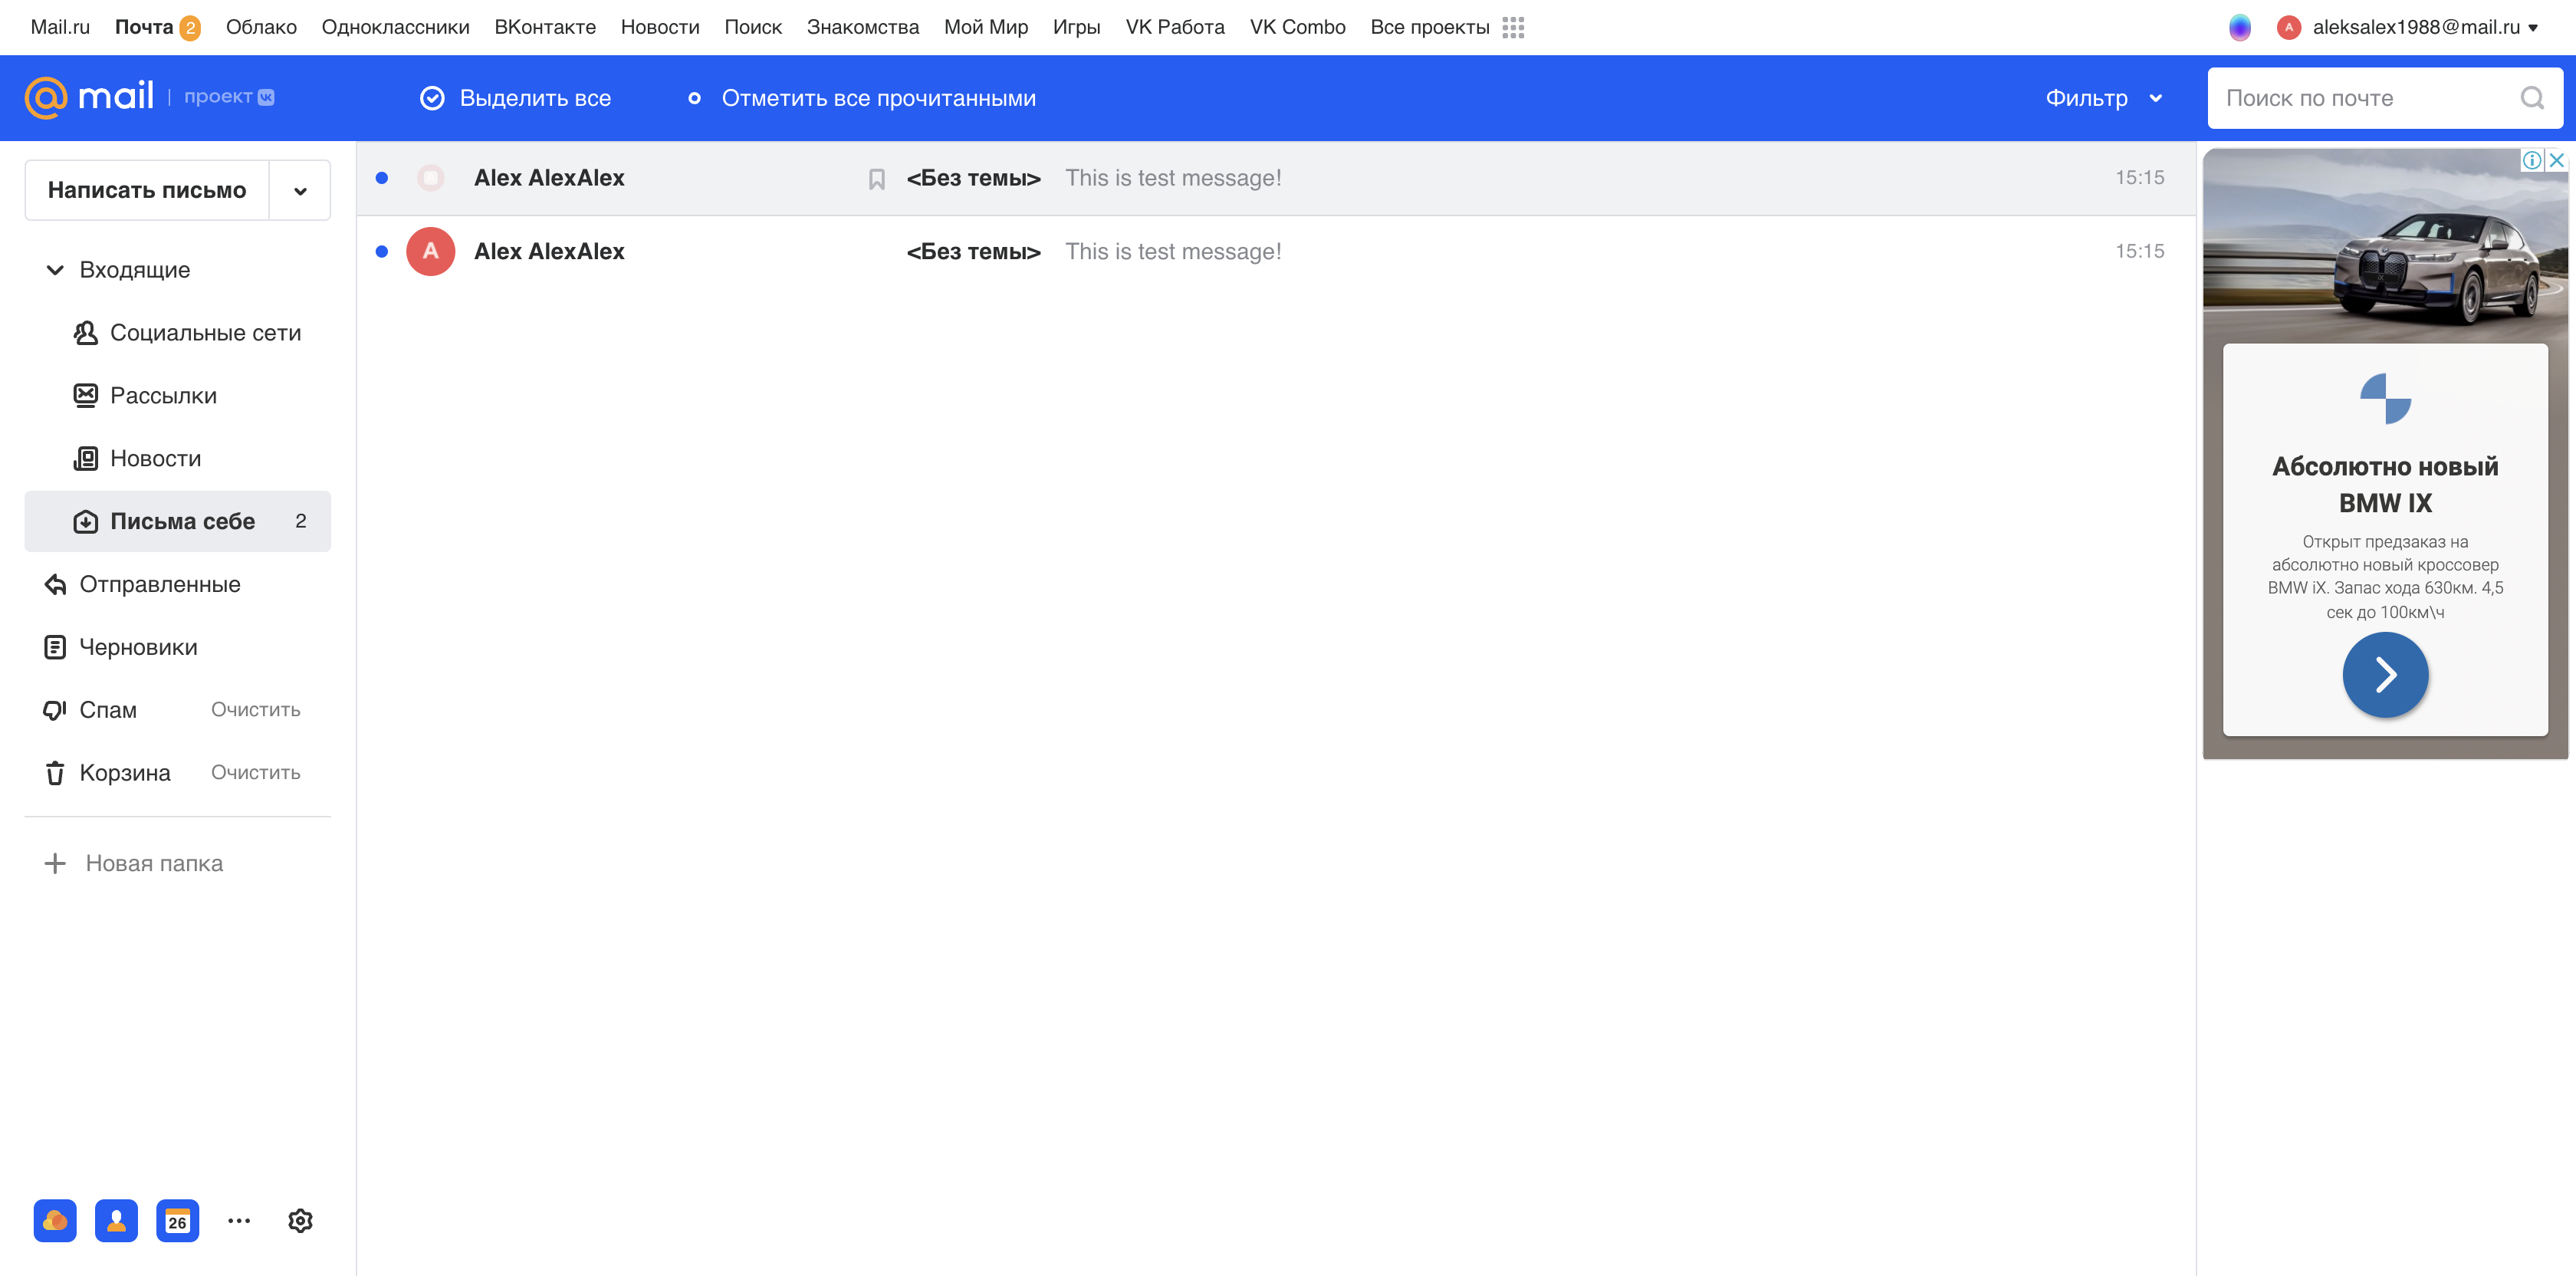 Mail.ru Почта 2 Облако Одноклассники ВКонтакте Новости Поиск Знакомства Мой Мир Игры VK Работа VK Combo Все проекты A aleksalex1988@mail.ru
@mail | проект VK Выделить все Отметить все прочитанными Фильтр Поиск по почте
Написать письмо
Входящие
Социальные сети
Рассылки
Новости
Письма себе 2
Отправленные
Черновики
Спам Очистить
Корзина Очистить
Новая папка
26
Alex AlexAlex <Без темы> This is test message! 15:15
A Alex AlexAlex <Без темы> This is test message! 15:15
Абсолютно новый
BMW IX
Открыт предзаказ на
абсолютно новый кроссовер
BMW iX. Запас хода 630км. 4,5
сек до 100км\ч